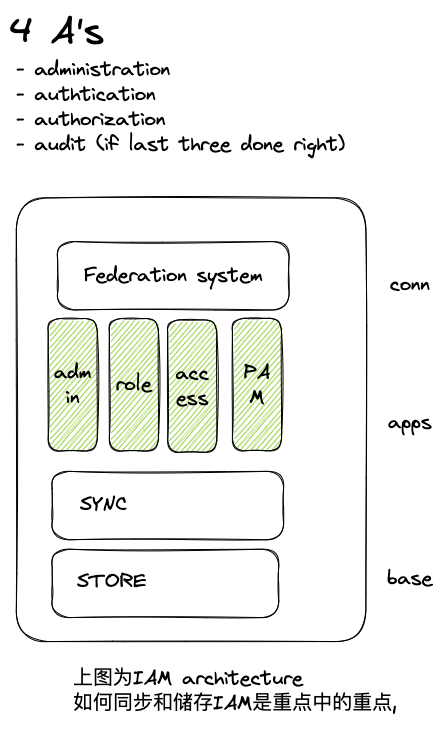 4 A's
- administration
- authtication
- authorization
- audit (if last three done right)
Federation system
conn
adm
in
role
acc
ess
PA
M
apps
SYNC
STORE
base
上图为IAM architecture
如何同步和储存IAM是重点中的重点,